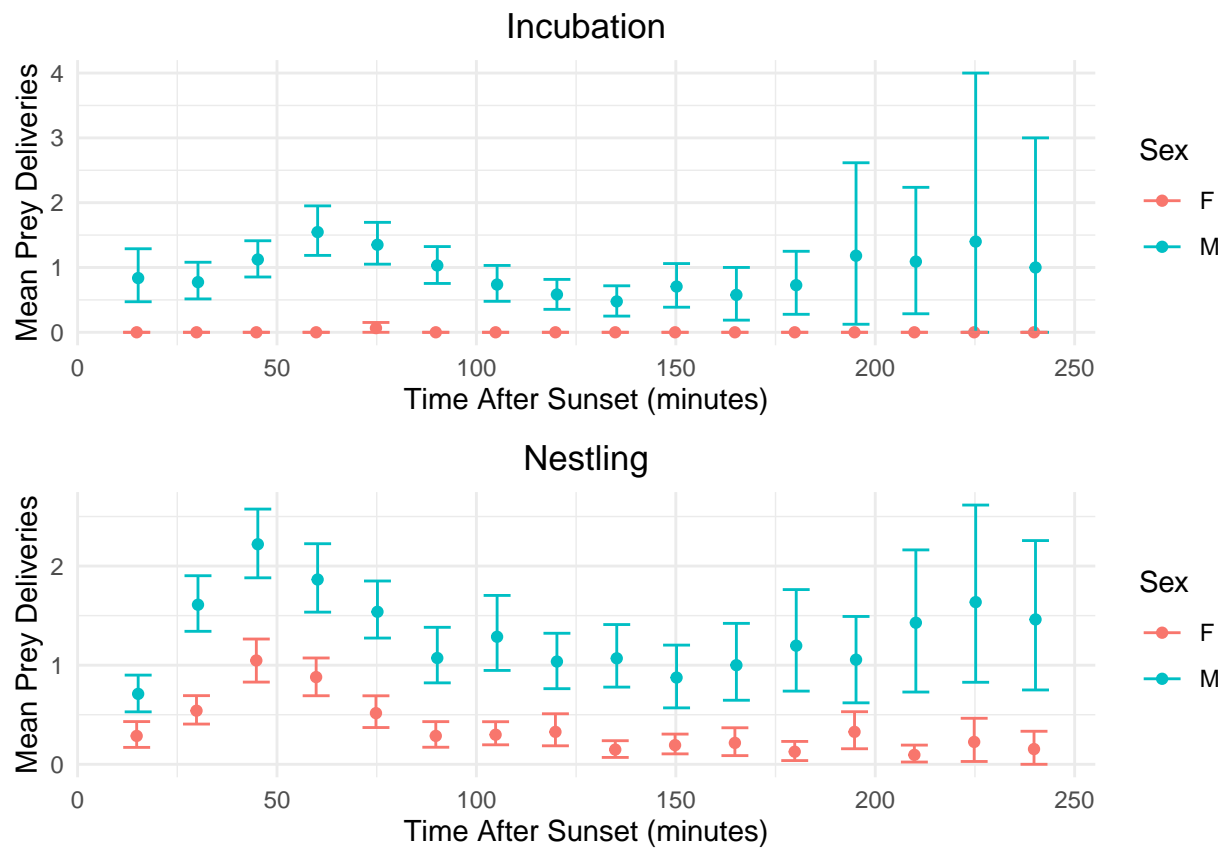 Incubation
Mean Prey Deliveries
4
3
2
1
0
0
50
100
150
200
250
Time After Sunset (minutes)
Sex
F
M
Nestling
Mean Prey Deliveries
2
1
0
0
50
100
150
200
250
Time After Sunset (minutes)
Sex
F
M